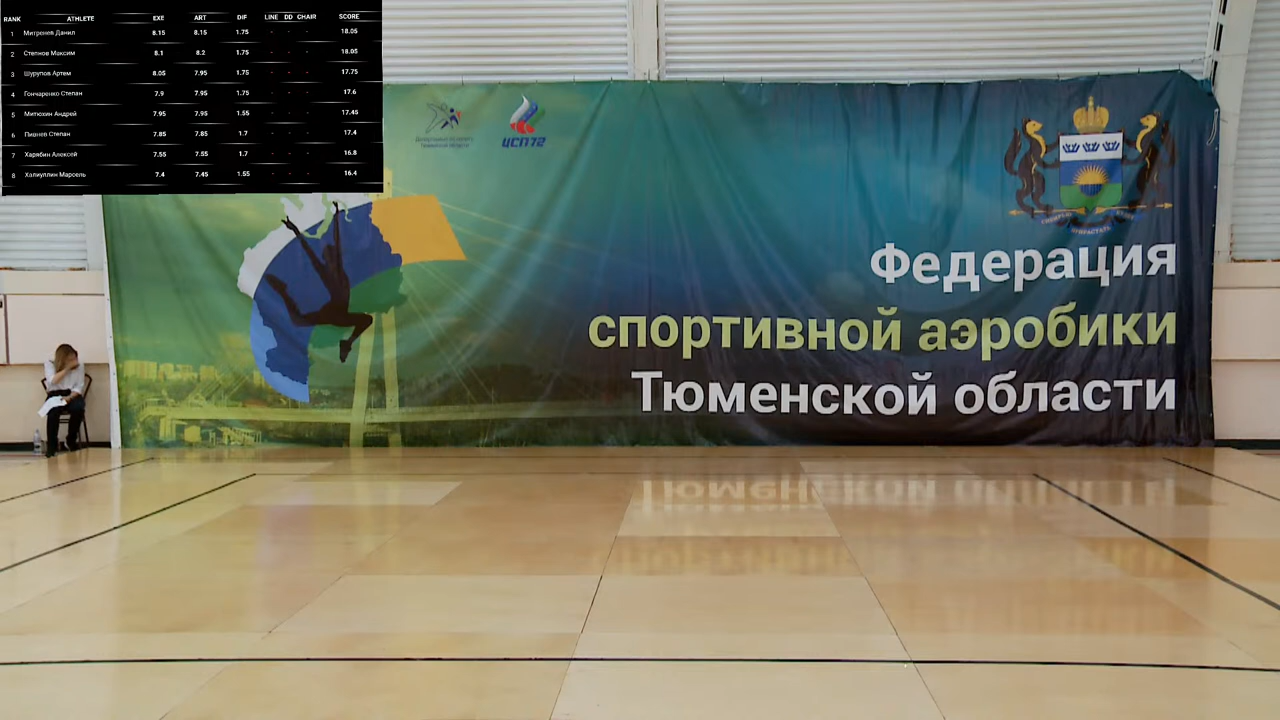 RANK ATHLETE EXE ART DIF LINE DD CHAIR SCORE
1 Митренев Данил 8.15 8.15 1.75 - - - 18.05
2 Степнов Максим 8.1 8.2 1.75 - - - 18.05
3 Шурупов Артем 8.05 7.95 1.75 - - - 17.75
4 Гончаренко Степан 7.9 7.95 1.75 - - - 17.6
5 Митюхин Андрей 7.95 7.95 1.55 - - - 17.45
6 Пивнев Степан 7.85 7.85 1.7 - - - 17.4
7 Харябин Алексей 7.55 7.55 1.7 - - - 16.8
8 Халиуллин Марсель 7.4 7.45 1.55 - - - 16.4
ЦСП72
Федерация
спортивной аэробики
Тюменской области